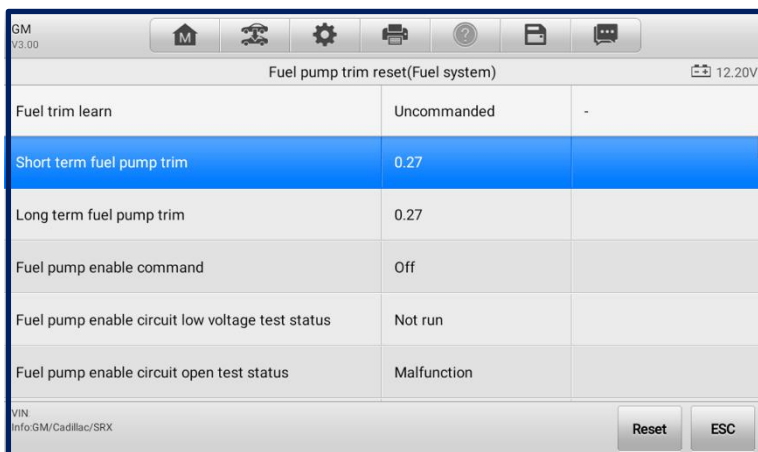 GM
V3.00
M
?
Fuel pump trim reset(Fuel system)
12.20V
Fuel trim learn Uncommanded -
Short term fuel pump trim 0.27
Long term fuel pump trim 0.27
Fuel pump enable command Off
Fuel pump enable circuit low voltage test status Not run
Fuel pump enable circuit open test status Malfunction
VIN
Info:GM/Cadillac/SRX
Reset ESC